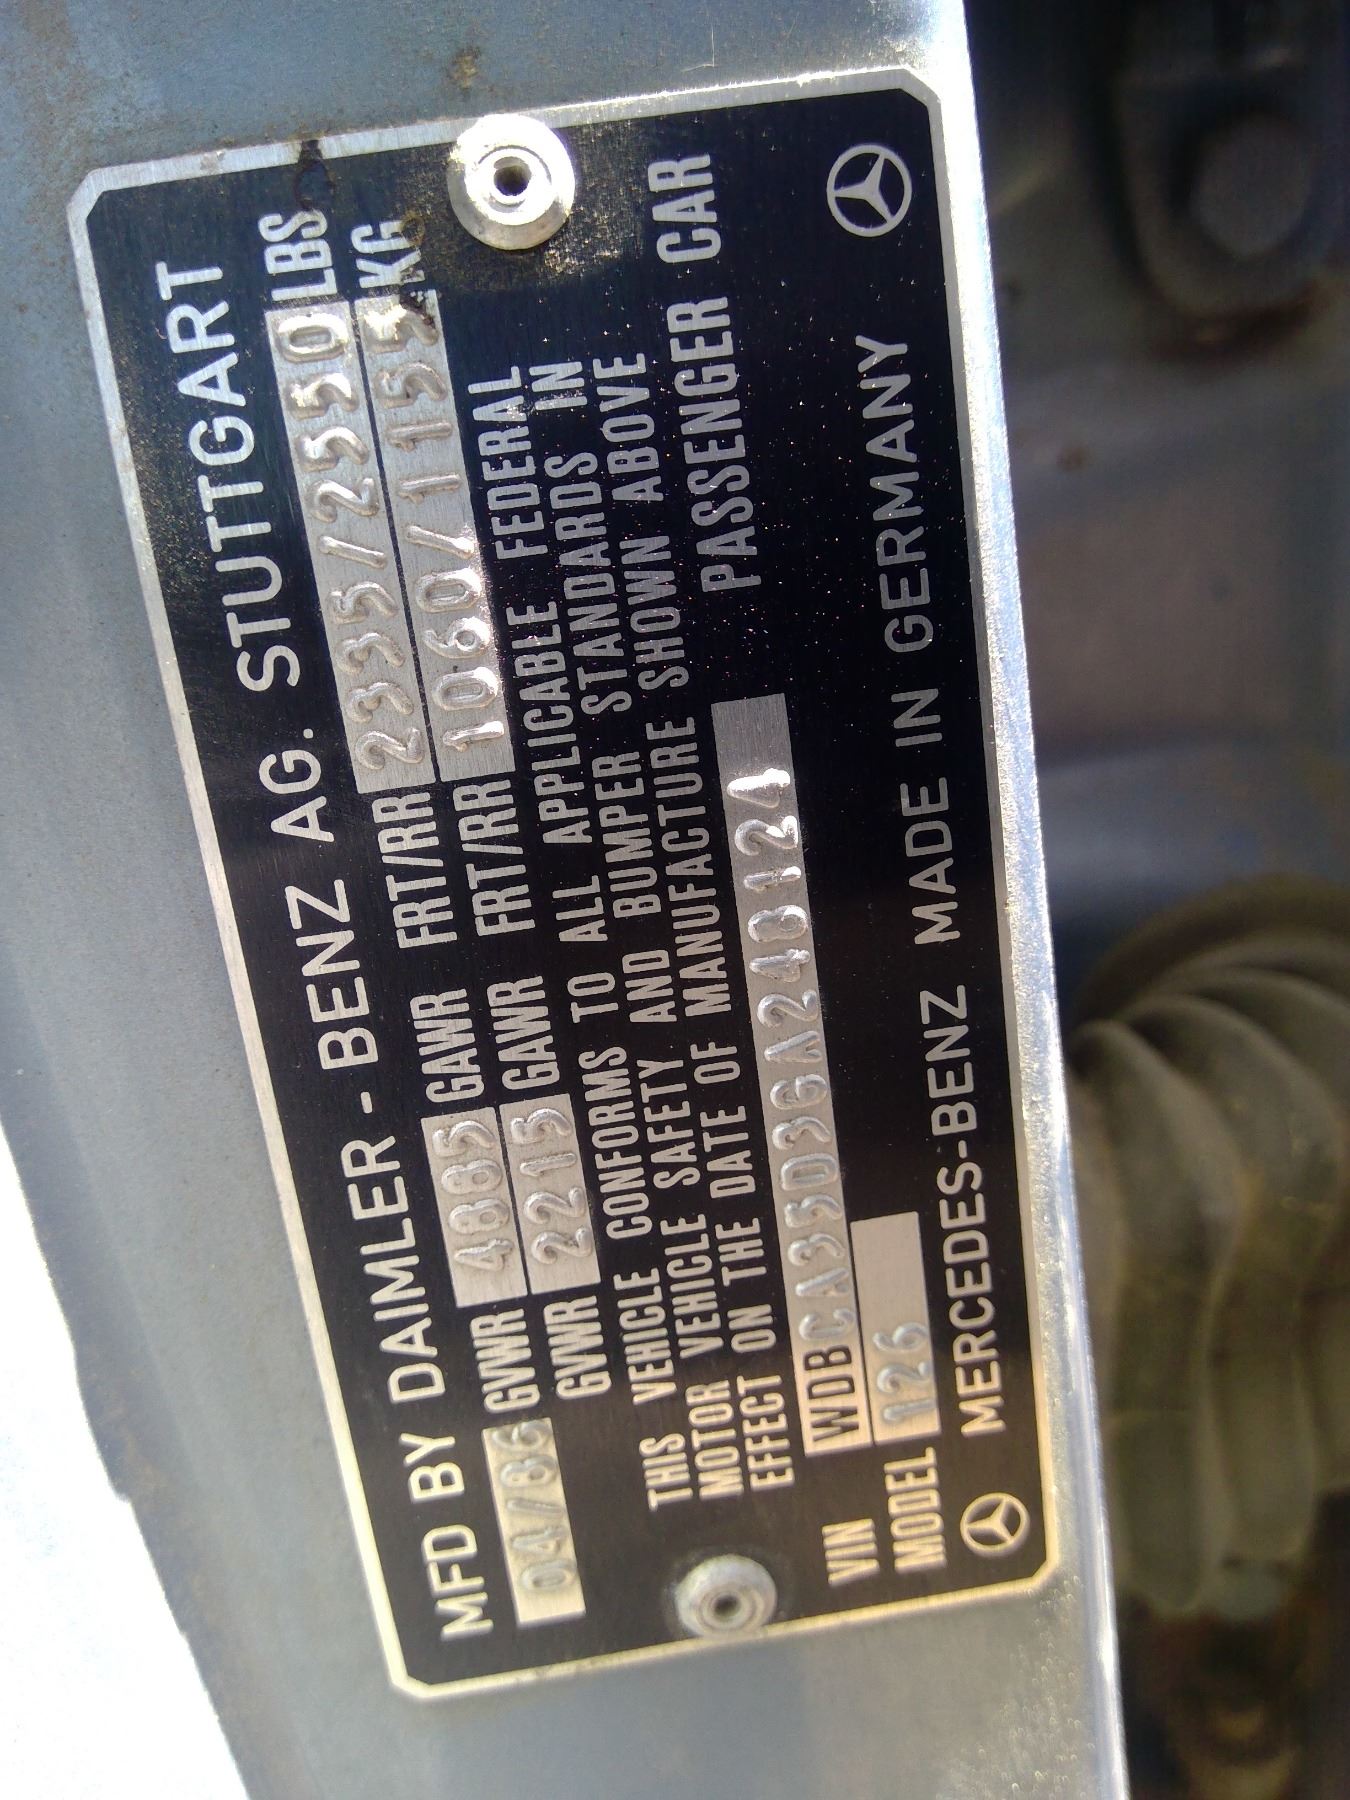 MFD BY DAIMLER - BENZ AG. STUTTGART
04/86 GVWR 4885 GAWR FRT/RR 2335/2550 LBS
GVWR 2215 GAWR FRT/RR 1060/1155 KG
THIS VEHICLE CONFORMS TO ALL APPLICABLE FEDERAL
MOTOR VEHICLE SAFETY AND BUMPER STANDARDS IN
EFFECT ON THE DATE OF MANUFACTURE SHOWN ABOVE
VIN WDBCA35D3GA248124 PASSENGER CAR
MODEL 126
MERCEDES-BENZ MADE IN GERMANY